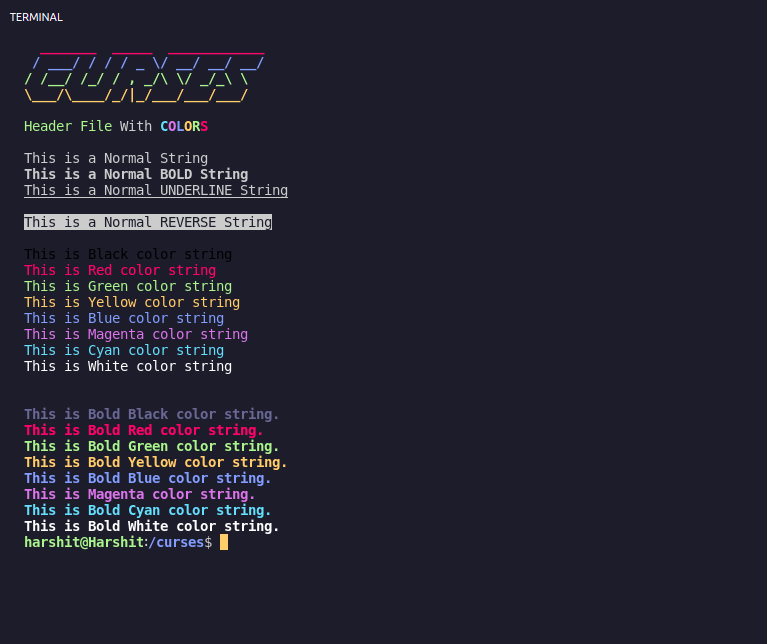 TERMINAL
  _______  _____  ____________
 / ___/ / / / _ \/ __/ __/ __/
/ /__/ /_/ / , _/\ \/ _/_\ \
\___/\____/_/|_/___/___/___/
Header File With COLORS
This is a Normal String
This is a Normal BOLD String
This is a Normal UNDERLINE String
This is a Normal REVERSE String
This is Black color string
This is Red color string
This is Green color string
This is Yellow color string
This is Blue color string
This is Magenta color string
This is Cyan color string
This is White color string
This is Bold Black color string.
This is Bold Red color string.
This is Bold Green color string.
This is Bold Yellow color string.
This is Bold Blue color string.
This is Magenta color string.
This is Bold Cyan color string.
This is Bold White color string.
harshit@Harshit:/curses$